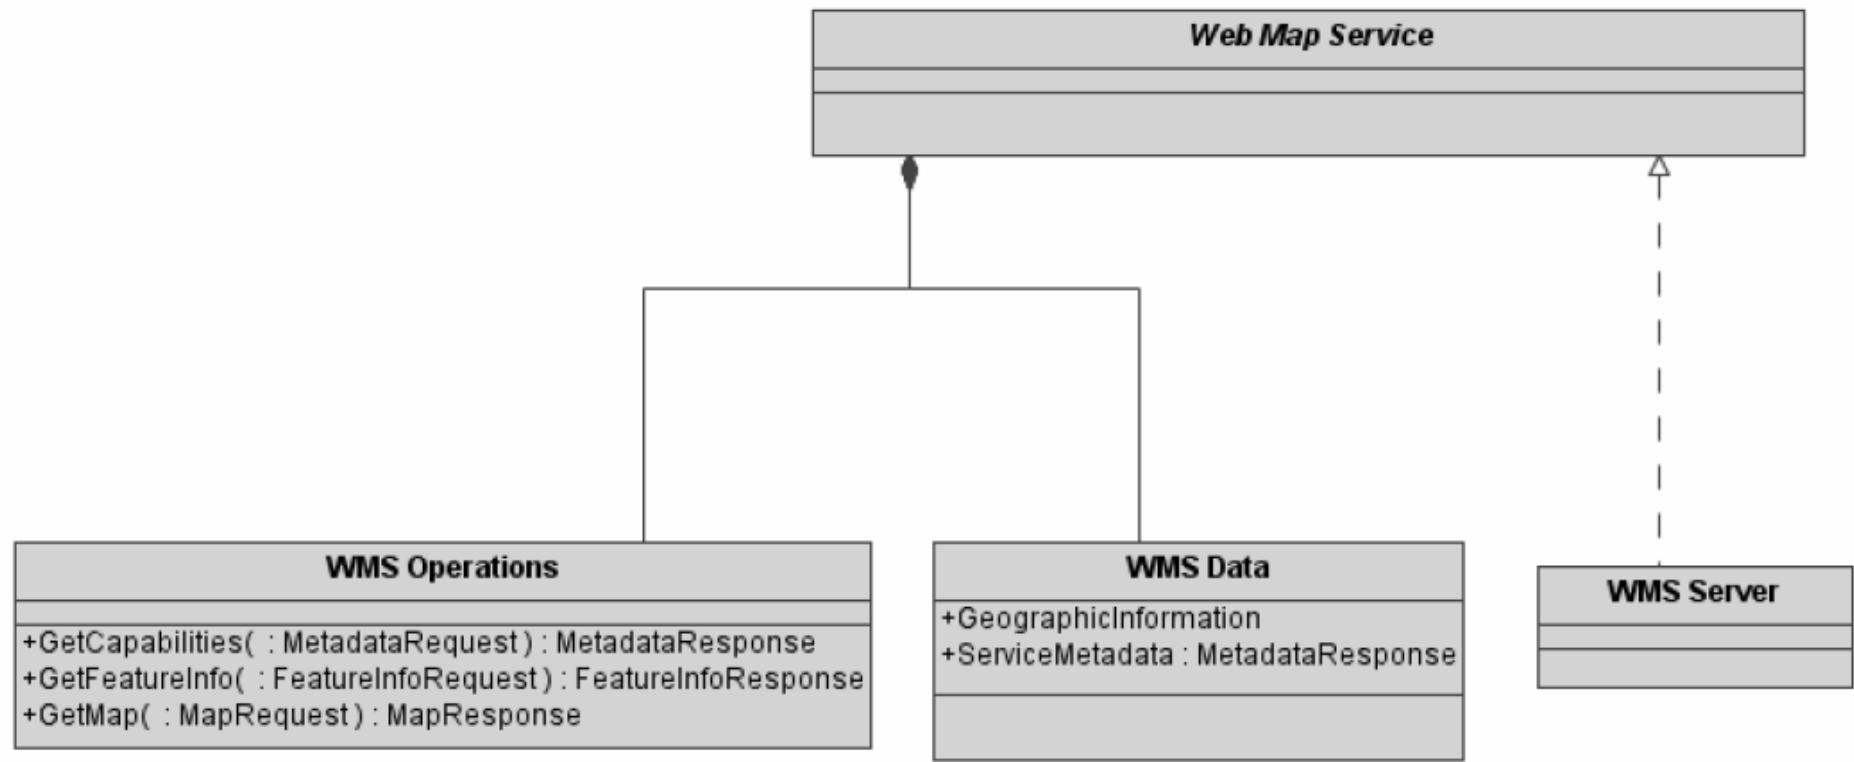 Web Map Service
WMS Operations
+GetCapabilities( : MetadataRequest ) : MetadataResponse
+GetFeatureInfo( : FeatureInfoRequest ) : FeatureInfoResponse
+GetMap( : MapRequest ) : MapResponse
WMS Data
+GeographicInformation
+ServiceMetadata : MetadataResponse
WMS Server